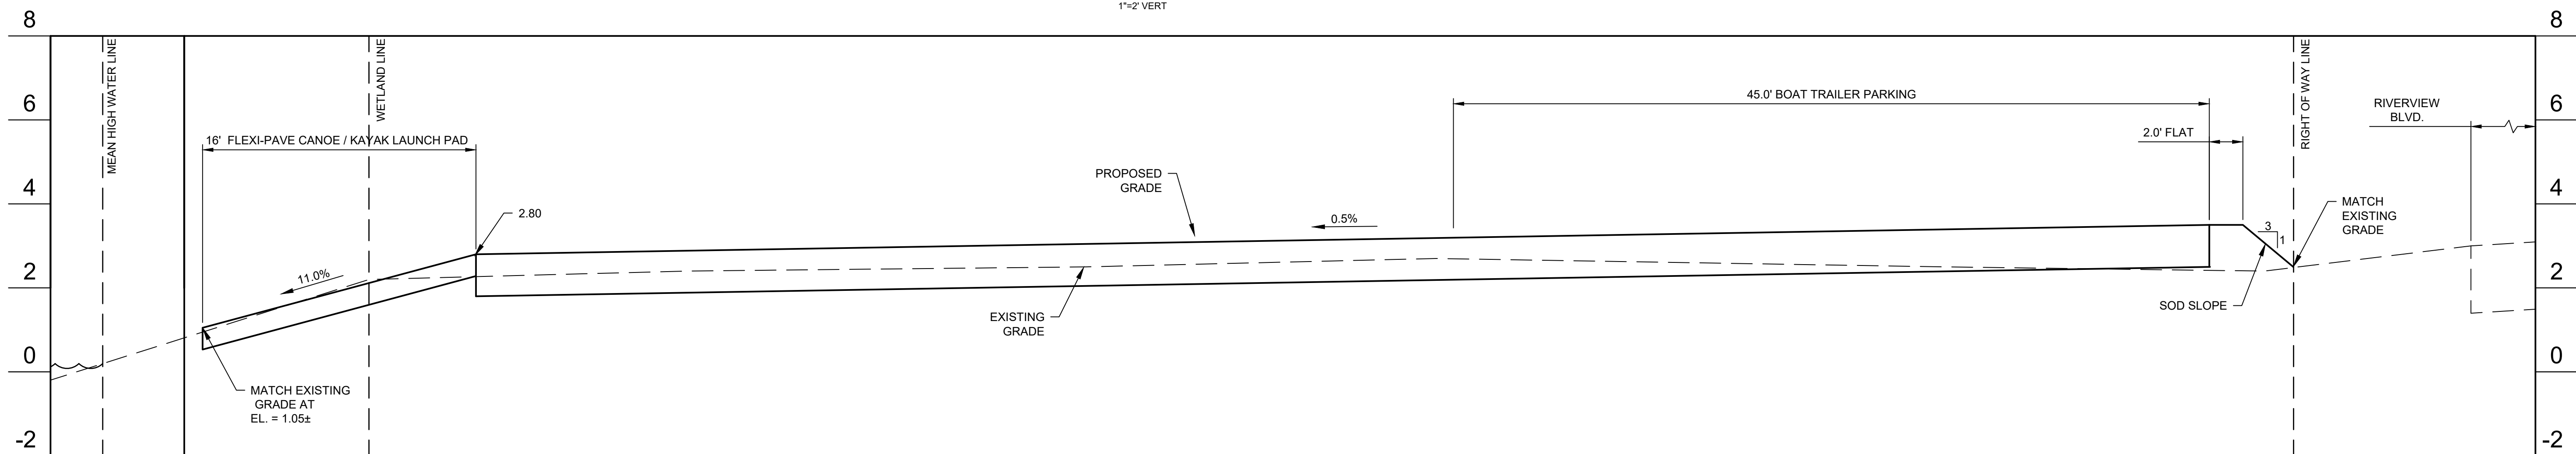 1"=2' VERT
8
8
MEAN HIGH WATER LINE
WETLAND LINE
RIGHT OF WAY LINE
6
45.0' BOAT TRAILER PARKING
RIVERVIEW
BLVD.
6
16'  FLEXI-PAVE CANOE / KAYAK LAUNCH PAD
2.0' FLAT
4
PROPOSED
GRADE
4
2.80
0.5%
3
1
MATCH
EXISTING
GRADE
2
11.0%
2
EXISTING
GRADE
SOD SLOPE
0
0
MATCH EXISTING
GRADE AT
EL. = 1.05±
-2
-2